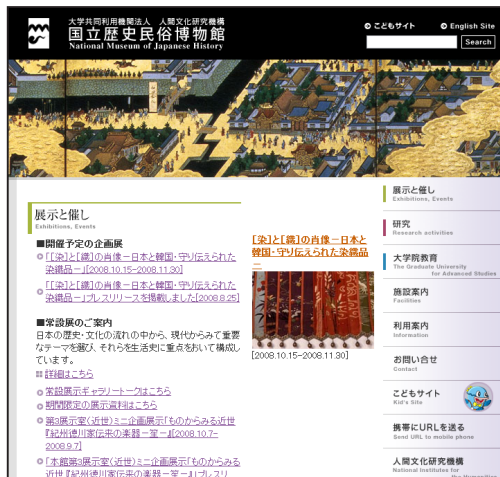 大学共同利用機関法人 人間文化研究機構
国立歴史民俗博物館
National Museum of Japanese History
こどもサイト
English Site
Search
展示と催し
Exhibitions, Events
■開催予定の企画展
「[染]と[織]の肖像－日本と韓国・守り伝えられた
染織品－」[2008.10.15-2008.11.30]
「[染]と[織]の肖像－日本と韓国・守り伝えられた
染織品－」プレスリリースを掲載しました[2008.8.25]
■常設展のご案内
日本の歴史・文化の流れの中から、現代からみて重要
なテーマを選び、それらを生活史に重点をおいて構成し
ています。
詳細はこちら
常設展示ギャラリートークはこちら
期間限定の展示資料はこちら
第3展示室(近世)ミニ企画展示「ものからみる近世
『紀州徳川家伝来の楽器－笙－』[2008.10.7-
2008.9.7]
「本館第3展示室（近世）ミニ企画展示「ものからみる
近世『紀州徳川家伝来の楽器－笙－』」プレスリ
[染]と[織]の肖像－日本と
韓国・守り伝えられた染織品
－
[2008.10.15-2008.11.30]
展示と催し
Exhibitions, Events
研究
Research activities
大学院教育
The Graduate University
for Advanced Studies
施設案内
Facilities
利用案内
Information
お問い合せ
Contact
こどもサイト
Kid's Site
携帯にURLを送る
Send URL to mobile phone
人間文化研究機構
National Institutes for
the Humanities